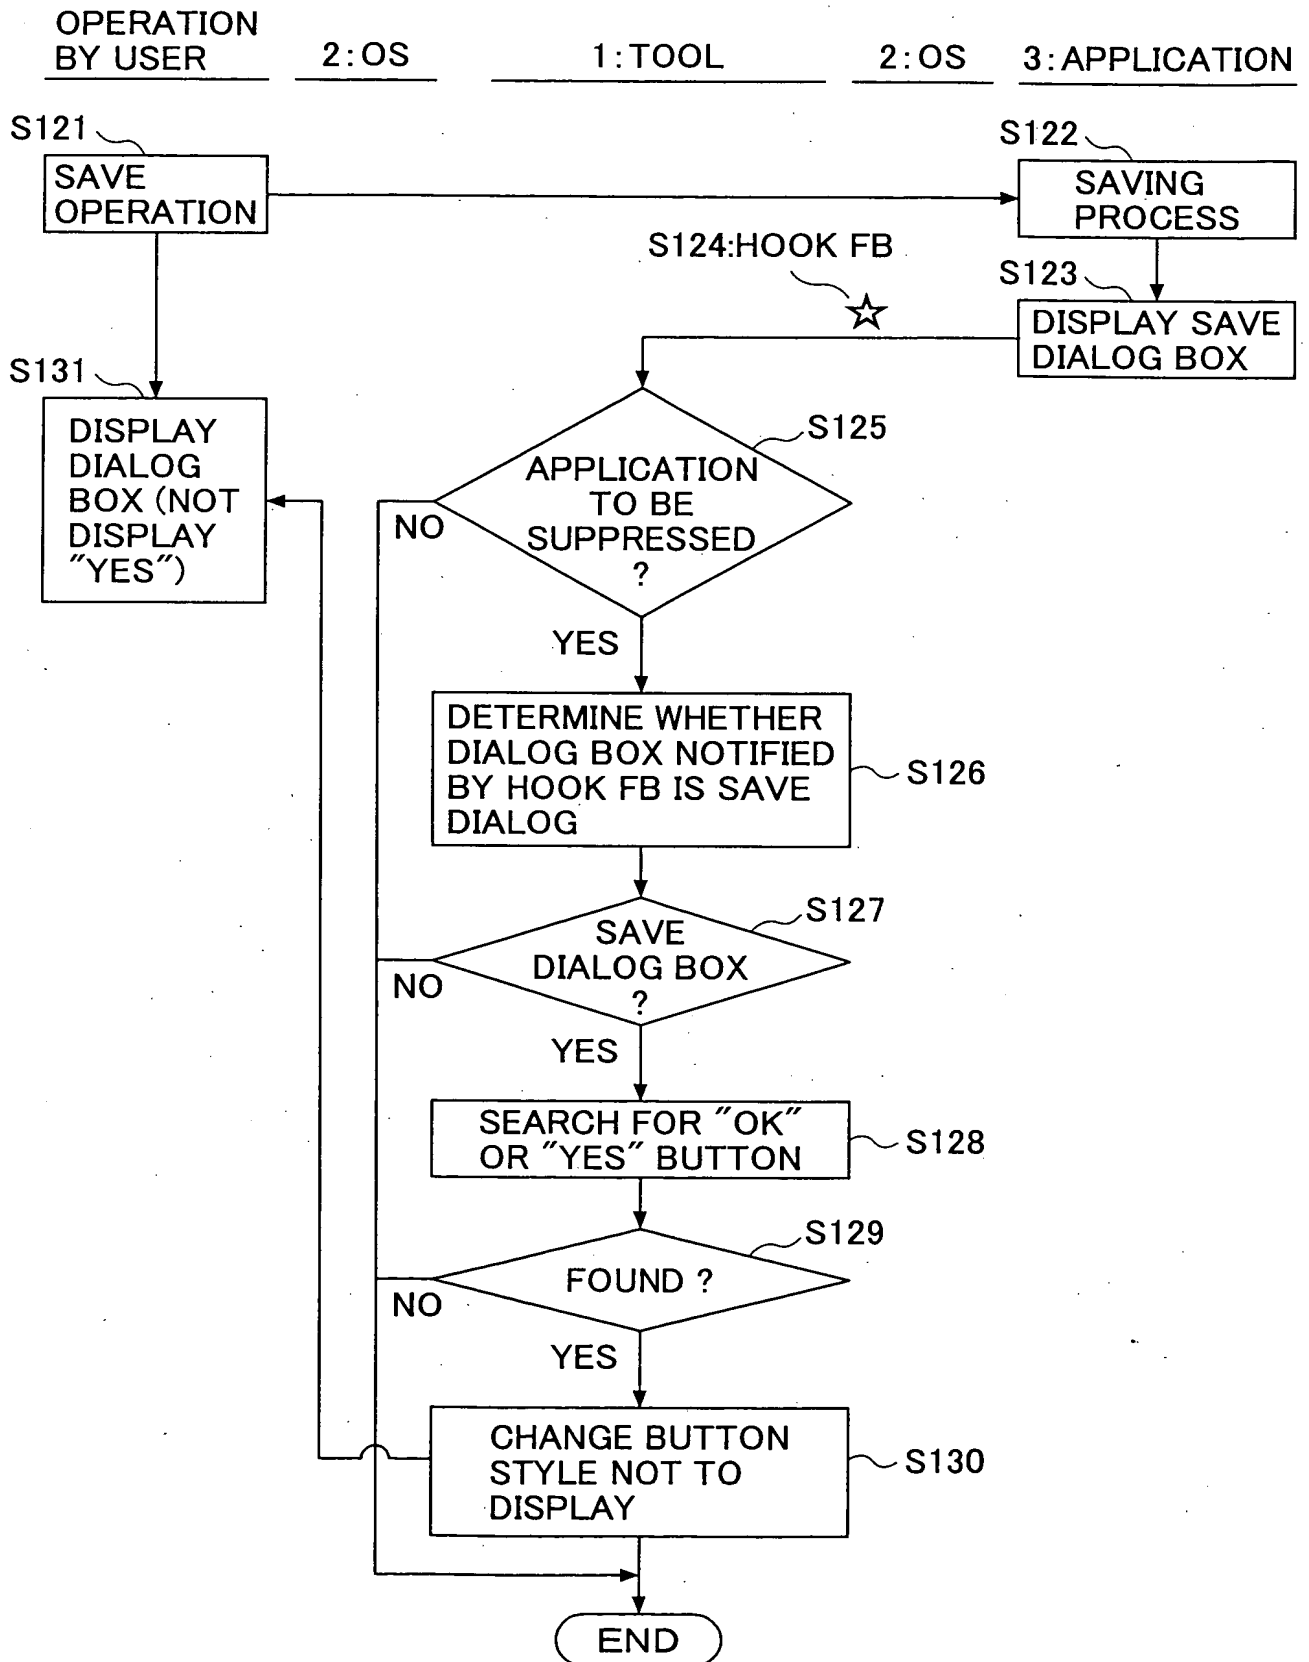 OPERATION
BY USER
2:OS
1:TOOL
2:OS
3:APPLICATION
S121
SAVE
OPERATION
S122
SAVING
PROCESS
S124:HOOK FB
S123
DISPLAY SAVE
DIALOG BOX
S131
DISPLAY
DIALOG
BOX (NOT
DISPLAY
"YES")
S125
APPLICATION
TO BE
SUPPRESSED
?
NO
YES
DETERMINE WHETHER
DIALOG BOX NOTIFIED
BY HOOK FB IS SAVE
DIALOG
S126
S127
SAVE
DIALOG BOX
?
NO
YES
SEARCH FOR "OK"
OR "YES" BUTTON
S128
S129
FOUND ?
NO
YES
CHANGE BUTTON
STYLE NOT TO
DISPLAY
S130
END